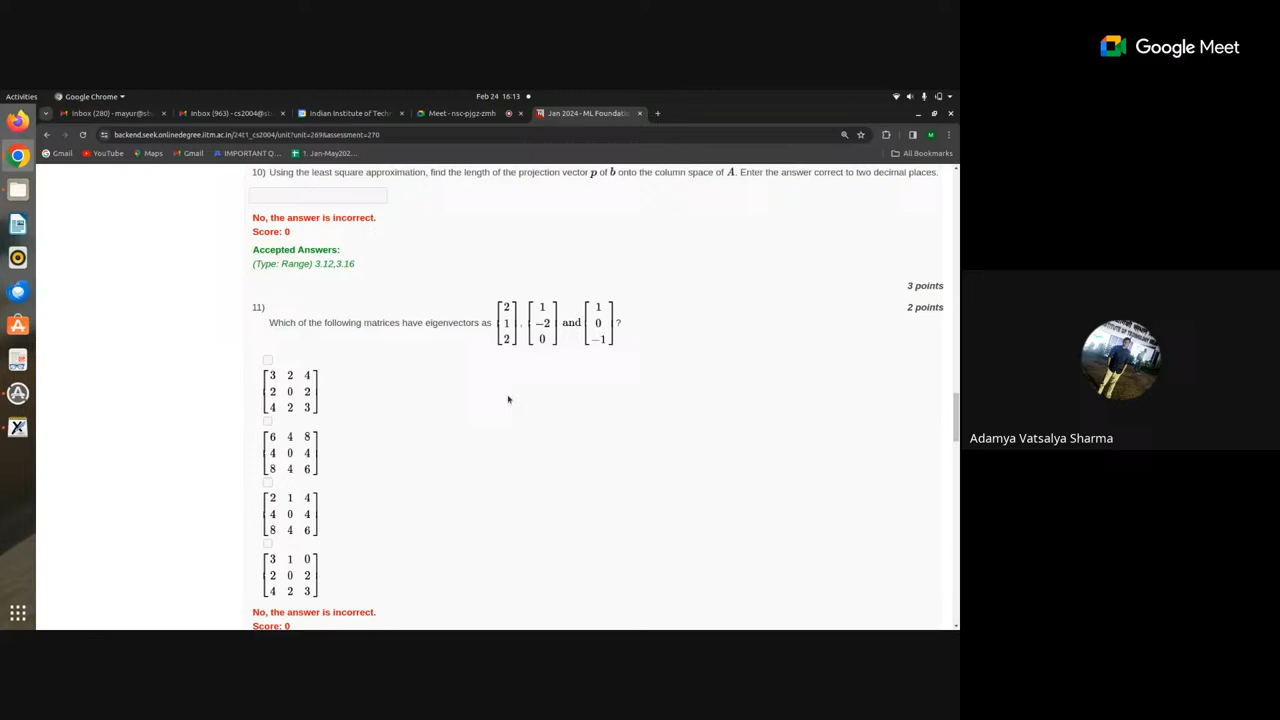 Google Meet
Activities
Google Chrome
Feb 24 16:13
Inbox (280) - mayur@st
Inbox (963) - cs2004@s
Indian Institute of Tech
Meet - nsc-pjgz-zmh
Jan 2024 - ML Foundatio
backend.seek.onlinedegree.iitm.ac.in/24t1_cs2004/unit?unit=269&assessment=270
M
Gmail YouTube Maps Gmail IMPORTANT Q... 1. Jan-May202... All Bookmarks
10) Using the least square approximation, find the length of the projection vector p of b onto the column space of A. Enter the answer correct to two decimal places.
No, the answer is incorrect.
Score: 0
Accepted Answers:
(Type: Range) 3.12,3.16
3 points
11) 2 points
Which of the following matrices have eigenvectors as [2 1 2], [1 −2 0] and [1 0 −1] ?
3 2 4
2 0 2
4 2 3
6 4 8
4 0 4
8 4 6
2 1 4
4 0 4
8 4 6
3 1 0
2 0 2
4 2 3
No, the answer is incorrect.
Score: 0
Adamya Vatsalya Sharma